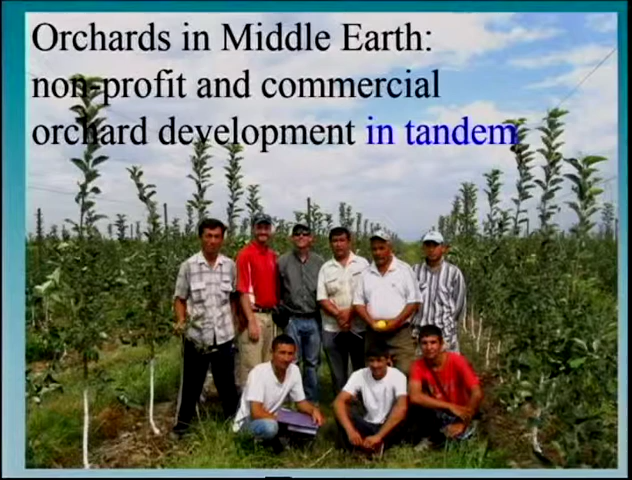 Orchards in Middle Earth:
non-profit and commercial
orchard development in tandem